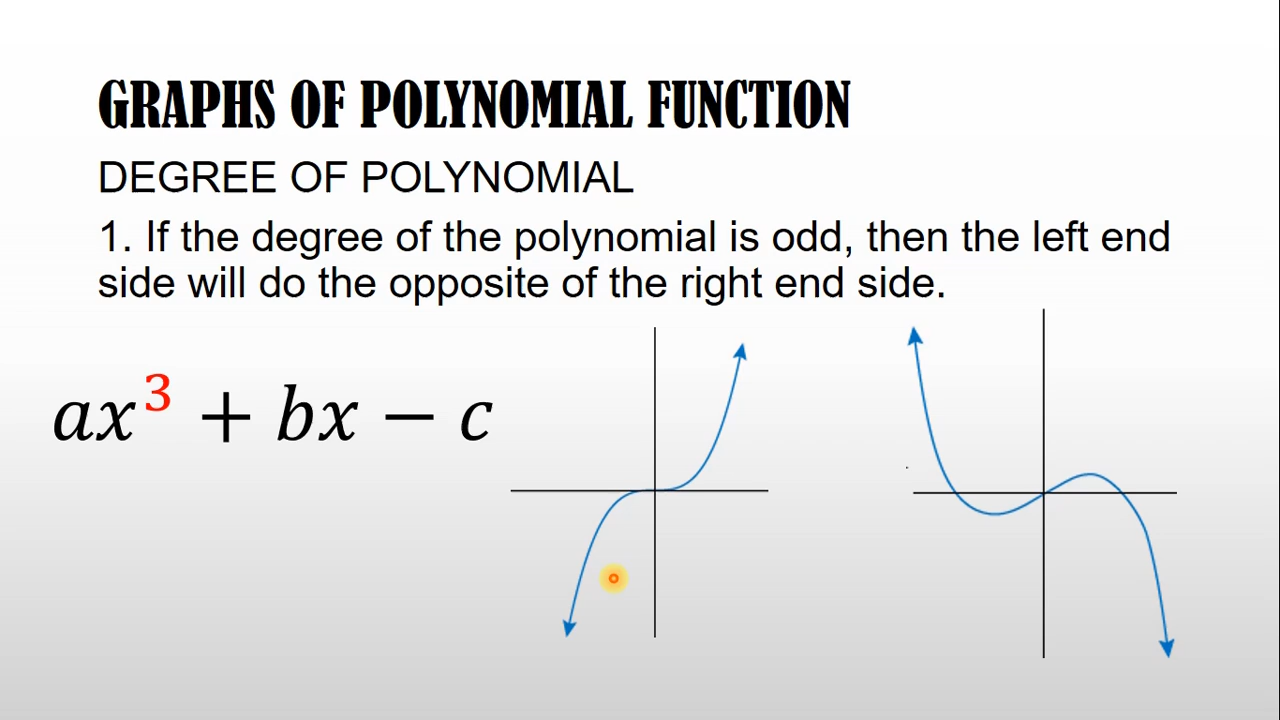 GRAPHS OF POLYNOMIAL FUNCTION
DEGREE OF POLYNOMIAL
1. If the degree of the polynomial is odd, then the left end
side will do the opposite of the right end side.
ax³ + bx − c